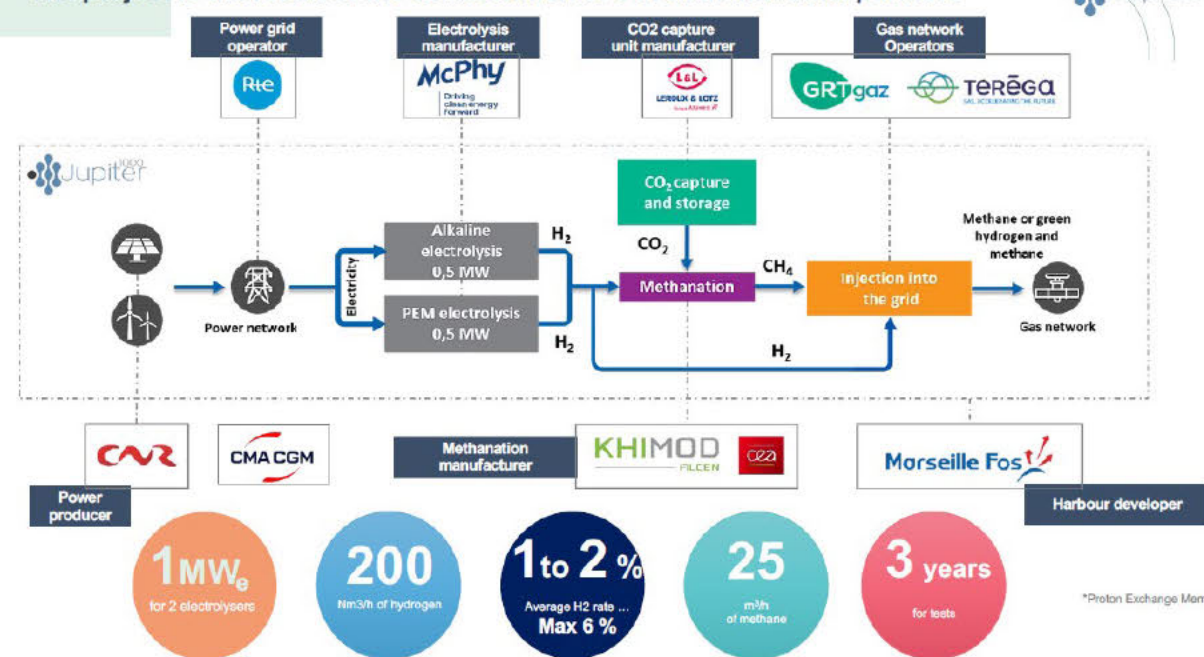 Power grid
operator
Electrolysis
manufacturer
CO2 capture
unit manufacturer
Gas network
Operators
Rte
McPhy
Driving
clean energy
forward
L&L
LEROUX & LOTZ
GRTgaz
TERÉGA
Jupiter
1000
CO₂ capture
and storage
Methane or green
hydrogen and
methane
Alkaline
electrolysis
0,5 MW
H₂
CO₂
Electricity
Methanation
CH₄
Injection into
the grid
Power network
PEM electrolysis
0,5 MW
H₂
Gas network
H₂
CNR
CMA CGM
Methanation
manufacturer
KHIMOD
cea
Marseille Fos
Power
producer
Harbour developer
1MWe
for 2 electrolysers
200
Nm3/h of hydrogen
1 to 2 %
Average H2 rate ...
Max 6 %
25
m³/h
of methane
3 years
for tests
*Proton Exchange Mem